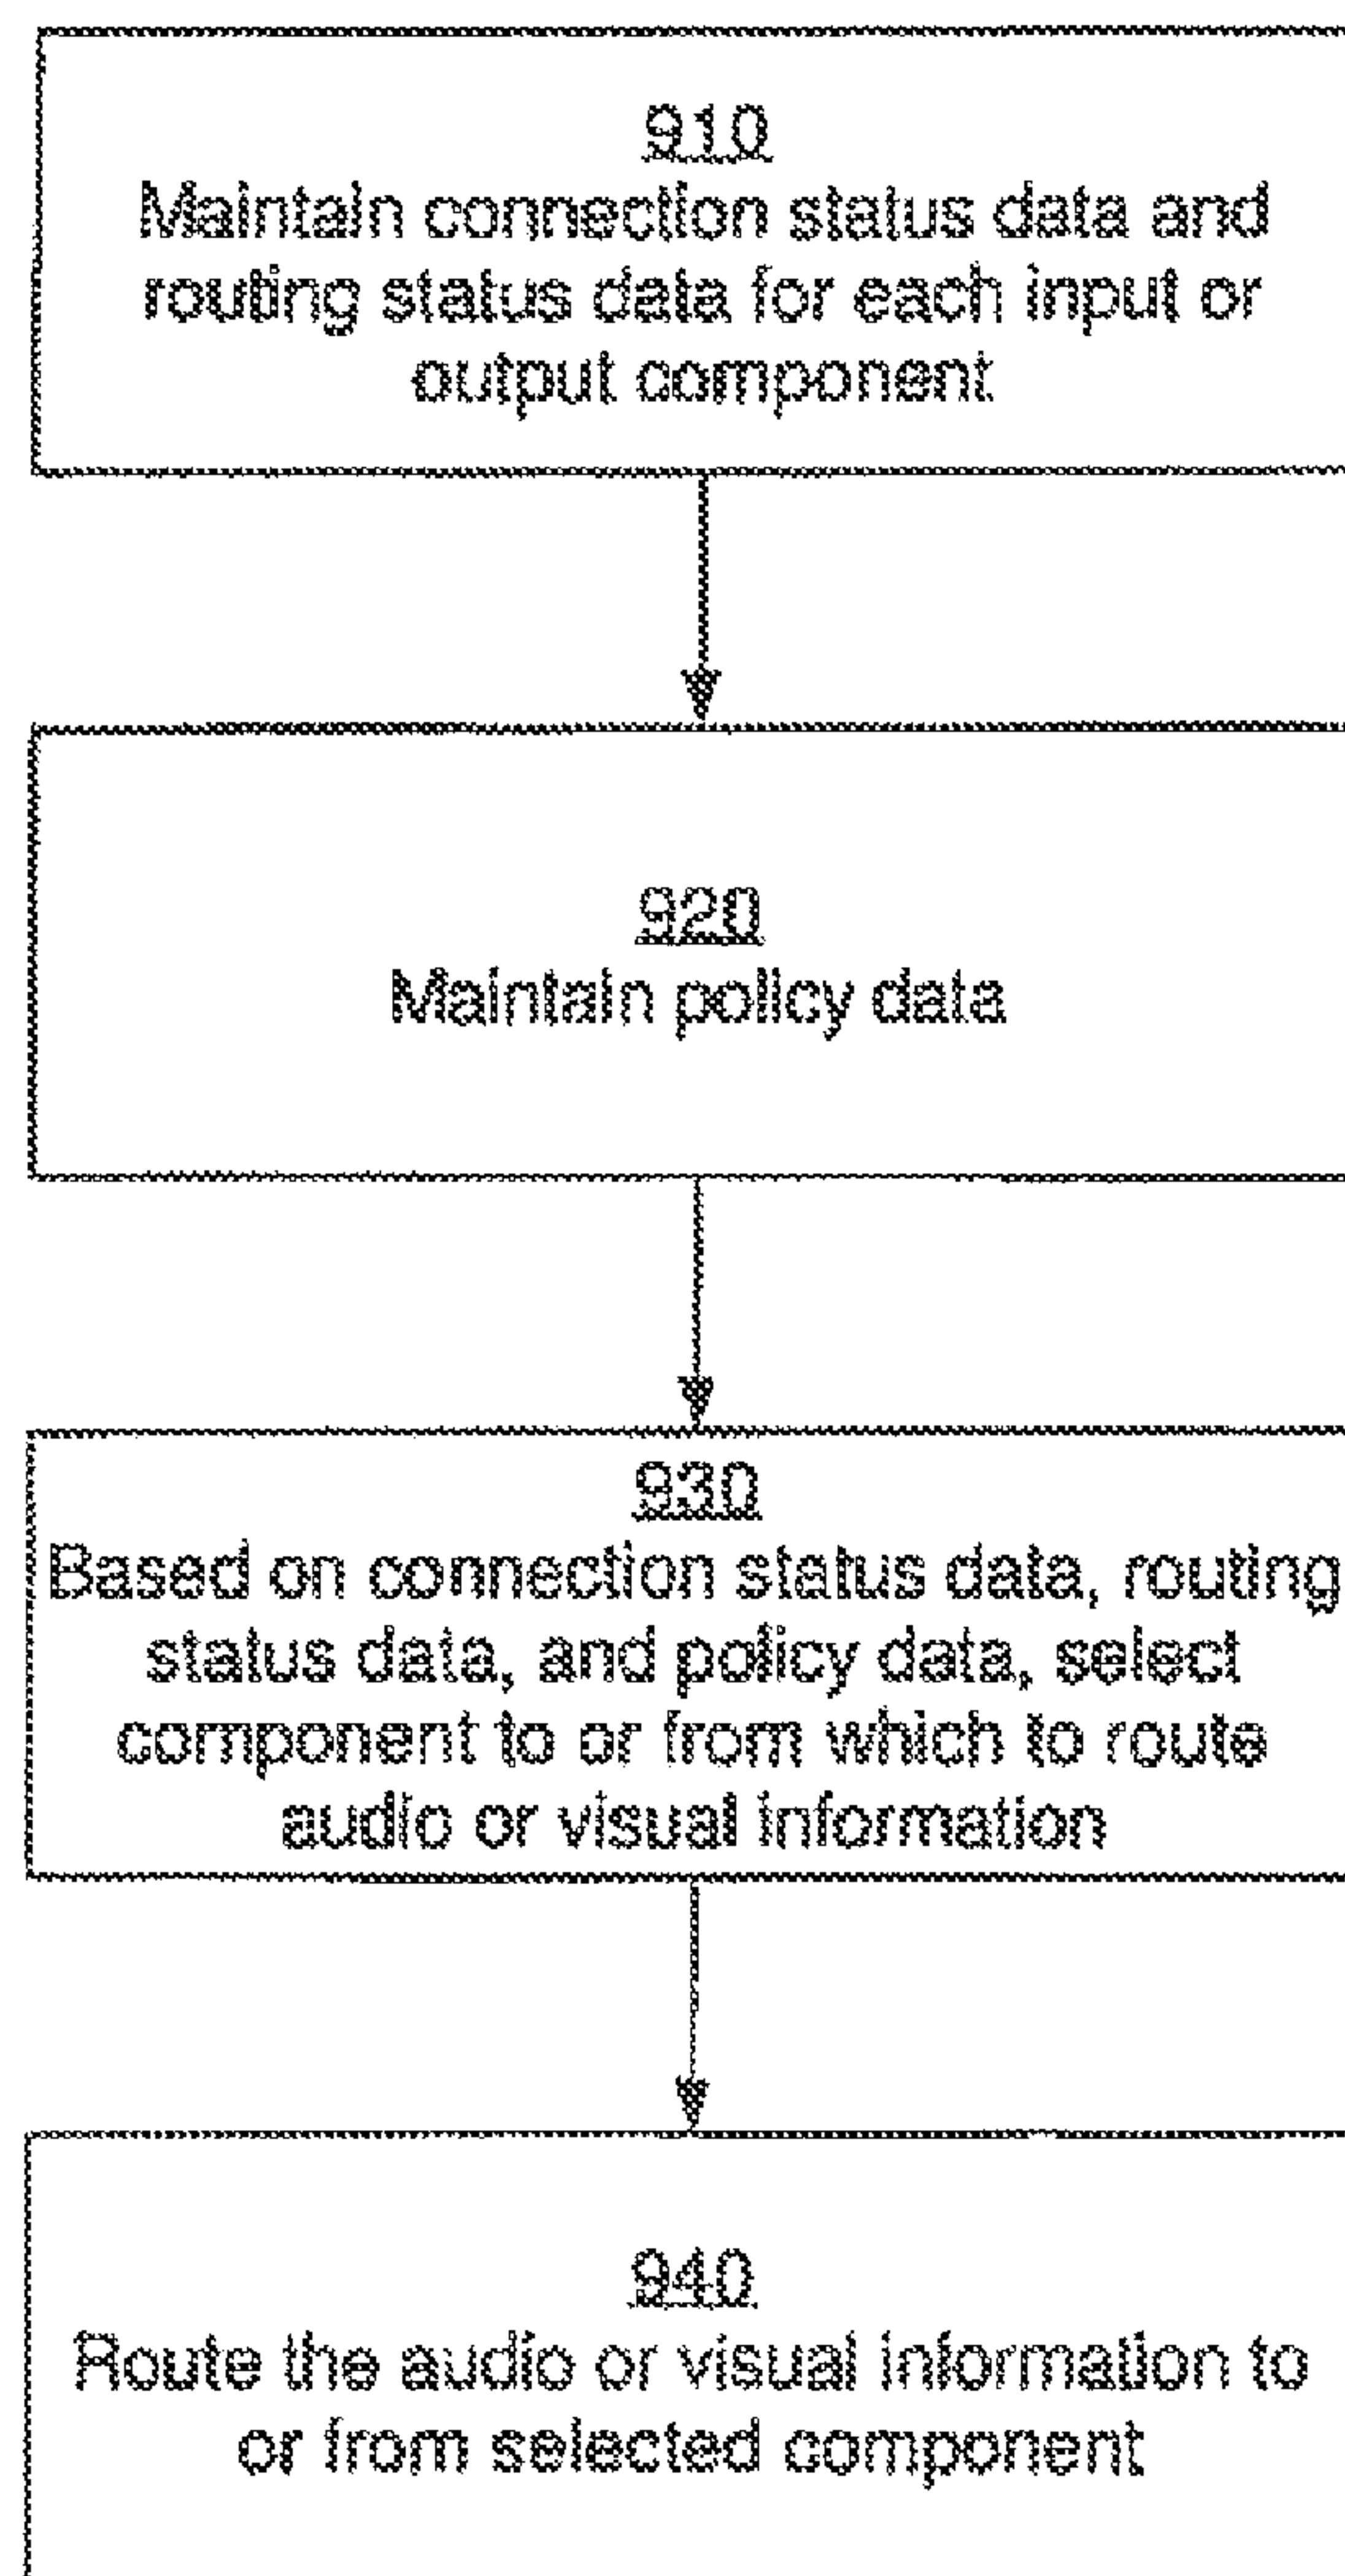 910
Maintain connection status data and
routing status data for each input or
output component
920
Maintain policy data
930
Based on connection status data, routing
status data, and policy data, select
component to or from which to route
audio or visual information
940
Route the audio or visual information to
or from selected component